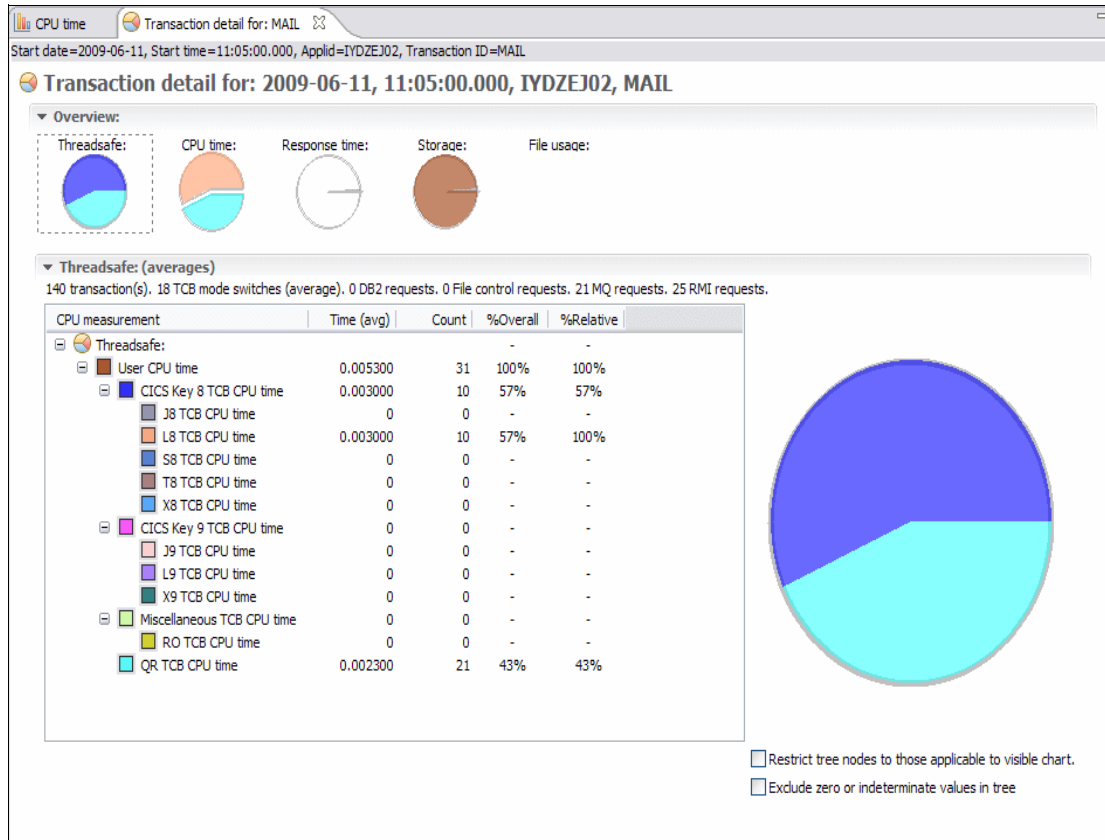 CPU time
Transaction detail for: MAIL
Start date=2009-06-11, Start time=11:05:00.000, Applid=IYDZEJ02, Transaction ID=MAIL
Transaction detail for: 2009-06-11, 11:05:00.000, IYDZEJ02, MAIL
Overview:
Threadsafe: CPU time: Response time: Storage: File usage:
Threadsafe: (averages)
140 transaction(s). 18 TCB mode switches (average). 0 DB2 requests. 0 File control requests. 21 MQ requests. 25 RMI requests.
CPU measurement Time (avg) Count %Overall %Relative
Threadsafe: - -
User CPU time 0.005300 31 100% 100%
CICS Key 8 TCB CPU time 0.003000 10 57% 57%
J8 TCB CPU time 0 0 - -
L8 TCB CPU time 0.003000 10 57% 100%
S8 TCB CPU time 0 0 - -
T8 TCB CPU time 0 0 - -
X8 TCB CPU time 0 0 - -
CICS Key 9 TCB CPU time 0 0 - -
J9 TCB CPU time 0 0 - -
L9 TCB CPU time 0 0 - -
X9 TCB CPU time 0 0 - -
Miscellaneous TCB CPU time 0 0 - -
RO TCB CPU time 0 0 - -
QR TCB CPU time 0.002300 21 43% 43%
Restrict tree nodes to those applicable to visible chart.
Exclude zero or indeterminate values in tree